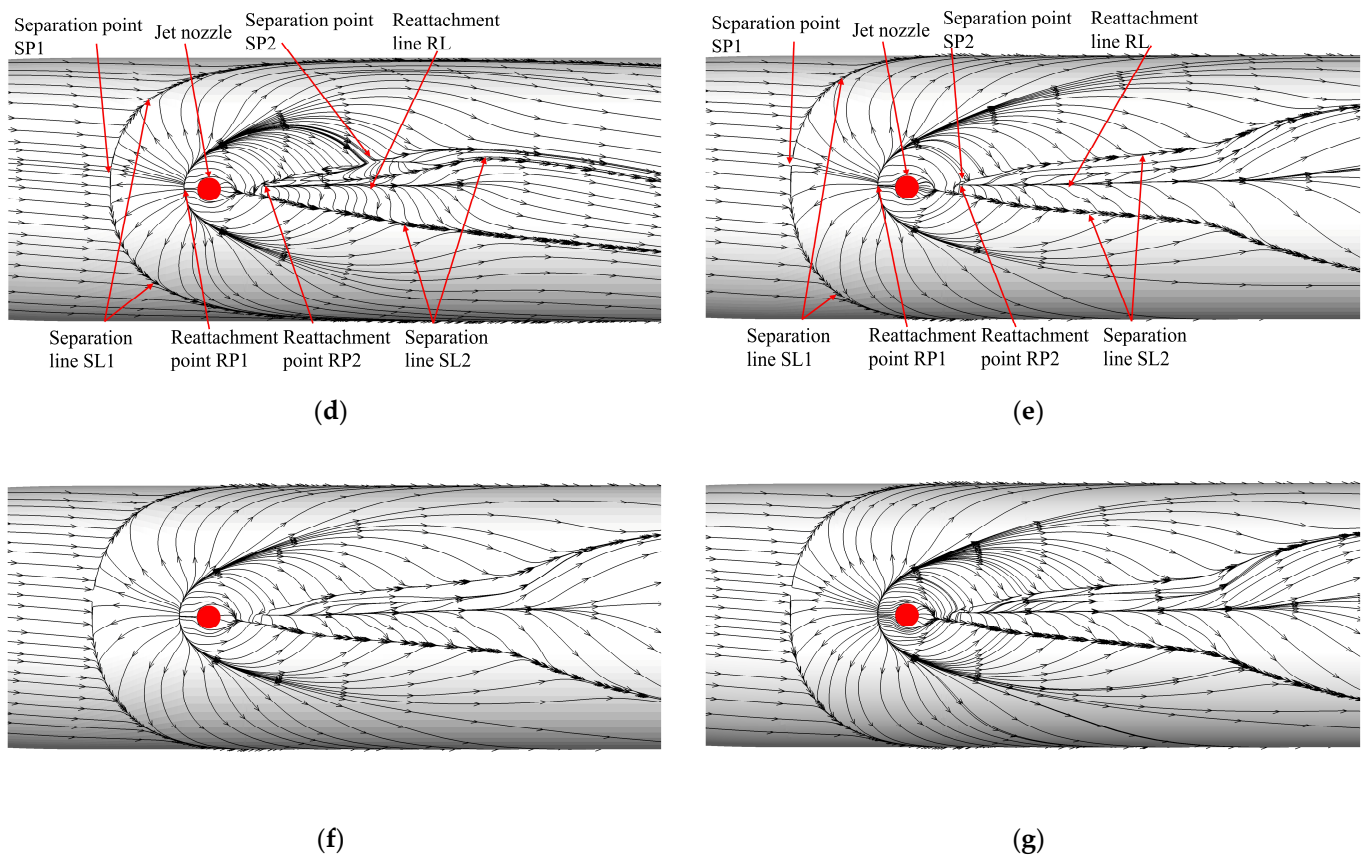 Separation point
SP1
Jet nozzle
Separation point
SP2
Reattachment
line RL
Separation
line SL1
Reattachment
point RP1
Reattachment
point RP2
Separation
line SL2
(d)
Separation point
SP1
Jet nozzle
Separation point
SP2
Reattachment
line RL
Separation
line SL1
Reattachment
point RP1
Reattachment
point RP2
Separation
line SL2
(e)
(f)
(g)